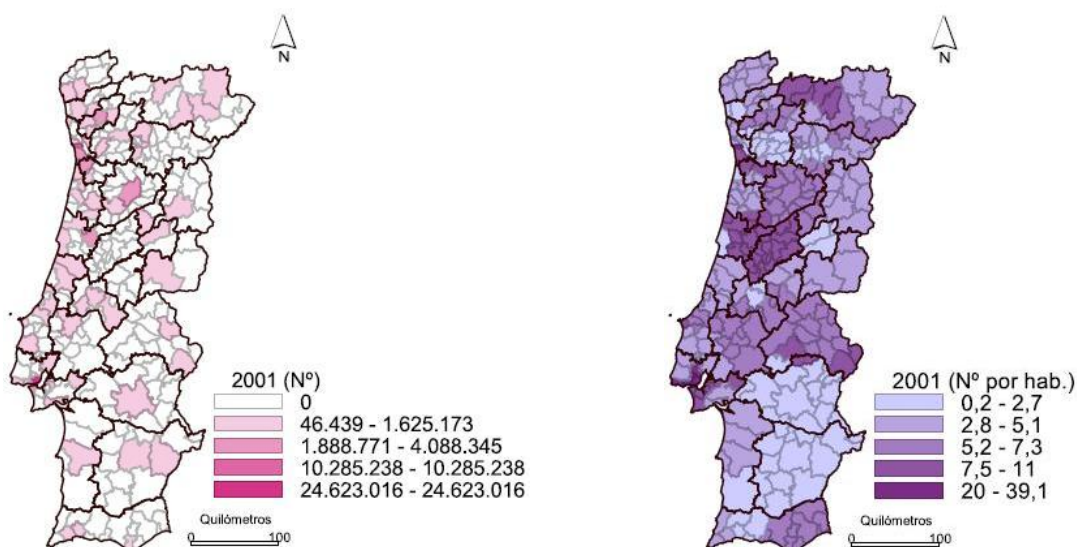 N
2001 (Nº)
0
46.439 - 1.625.173
1.888.771 - 4.088.345
10.285.238 - 10.285.238
24.623.016 - 24.623.016
Quilómetros
0 100
N
2001 (Nº por hab.)
0,2 - 2,7
2,8 - 5,1
5,2 - 7,3
7,5 - 11
20 - 39,1
Quilómetros
0 100